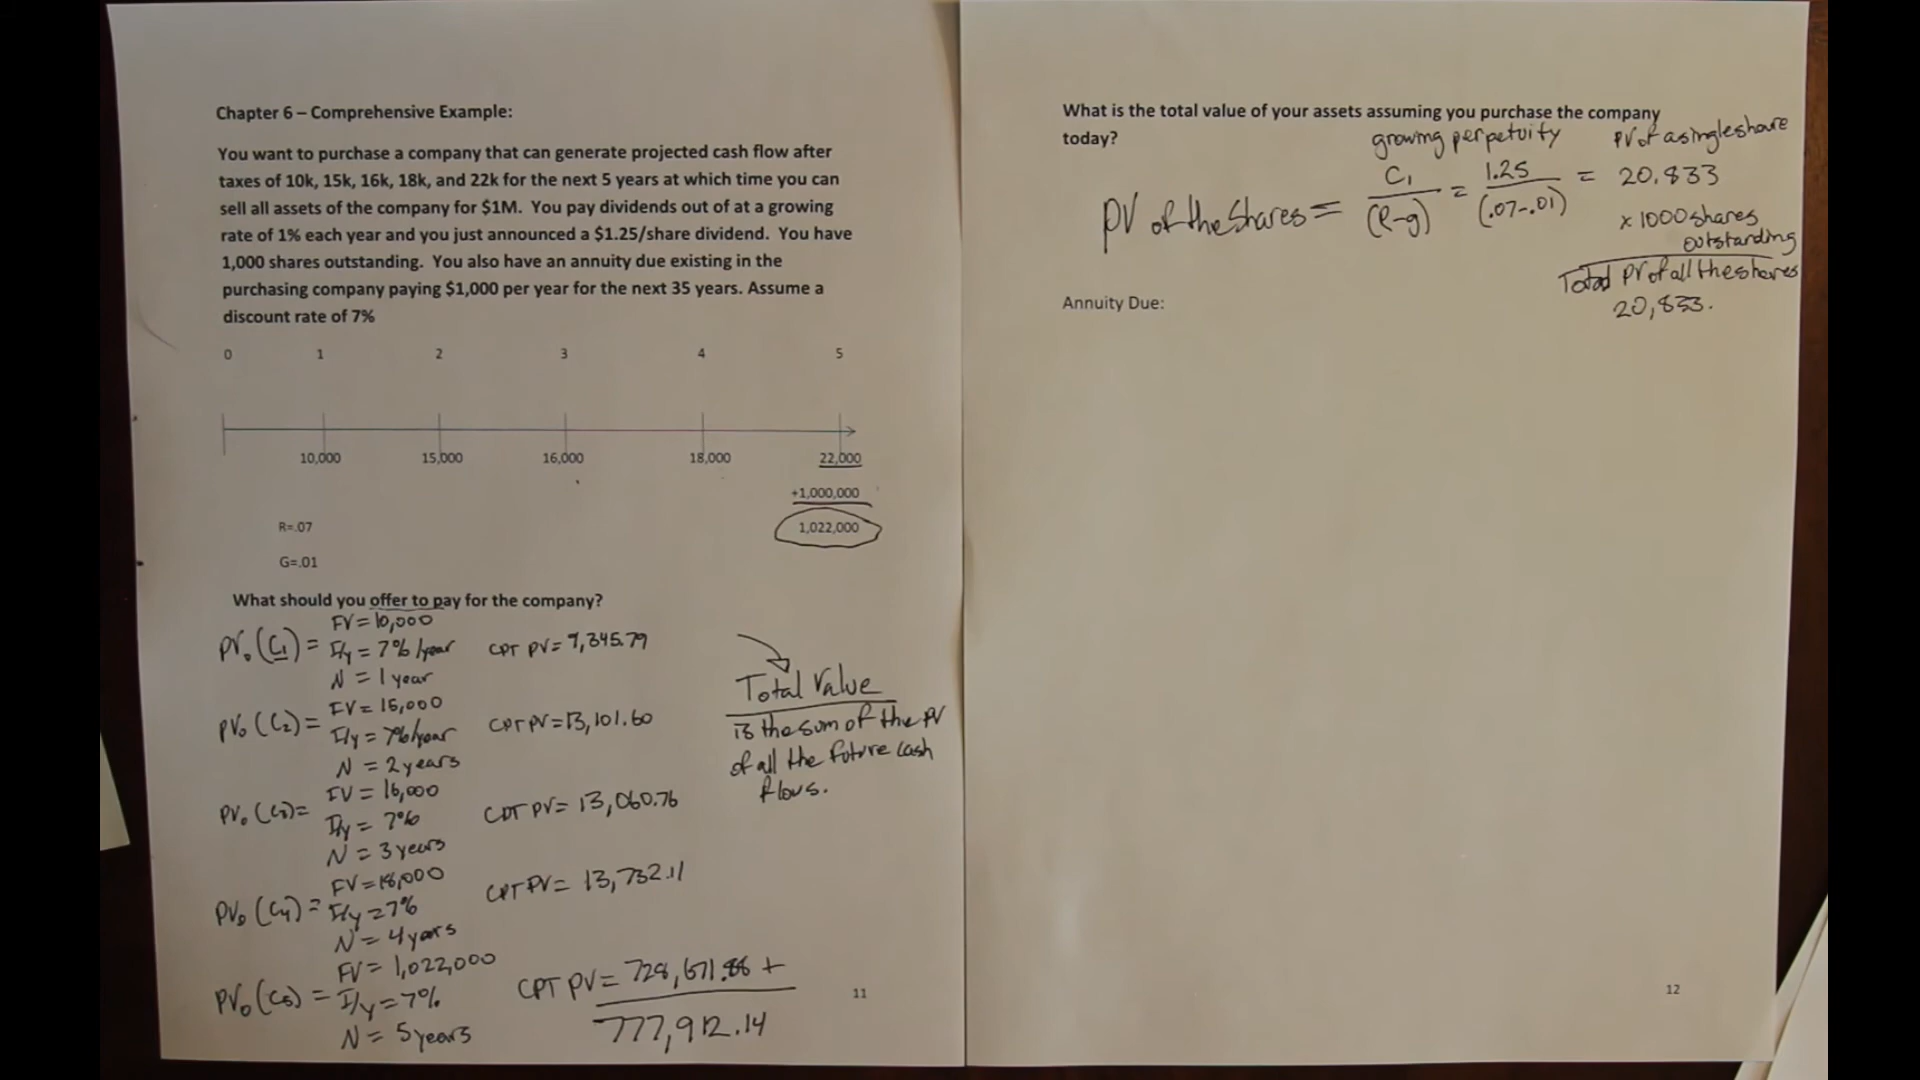 Chapter 6 – Comprehensive Example:
You want to purchase a company that can generate projected cash flow after
taxes of 10k, 15k, 16k, 18k, and 22k for the next 5 years at which time you can
sell all assets of the company for $1M. You pay dividends out of at a growing
rate of 1% each year and you just announced a $1.25/share dividend. You have
1,000 shares outstanding. You also have an annuity due existing in the
purchasing company paying $1,000 per year for the next 35 years. Assume a
discount rate of 7%
0 1 2 3 4 5
10,000 15,000 16,000 18,000 22,000
+1,000,000
R=.07 1,022,000
G=.01
What should you offer to pay for the company?
FV = 10,000
PV₀ (C₁) = I/y = 7% /year CPT PV = 9,345.79
N = 1 year
FV = 15,000
PV₀ (C₂) = I/y = 7%/year CPT PV = 13,101.60
N = 2 years
FV = 16,000
PV₀ (C₃) = I/y = 7% CPT PV = 13,060.76
N = 3 years
FV = 18,000
PV₀ (C₄) = I/y = 7% CPT PV = 13,732.11
N = 4 years
FV = 1,022,000
PV₀ (C₅) = I/y = 7% CPT PV = 728,671.88 +
N = 5 years 777,912.14
Total Value
is the sum of the PV
of all the future cash
flows.
11
What is the total value of your assets assuming you purchase the company
today?
growing perpetuity PV of a single share
PV of the Shares = C₁ / (R-g) = 1.25 / (.07-.01) = 20.833
x 1000 shares
outstanding
Total PV of all the shares
20,833.
Annuity Due:
12